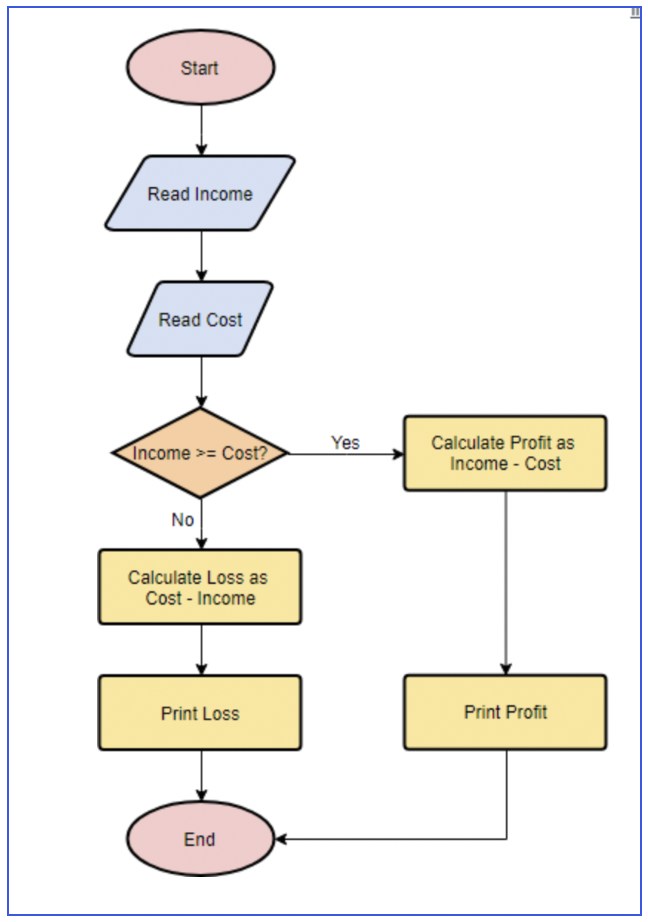 Start
Read Income
Read Cost
Income >= Cost?
Yes
Calculate Profit as
Income - Cost
No
Calculate Loss as
Cost - Income
Print Loss
Print Profit
End